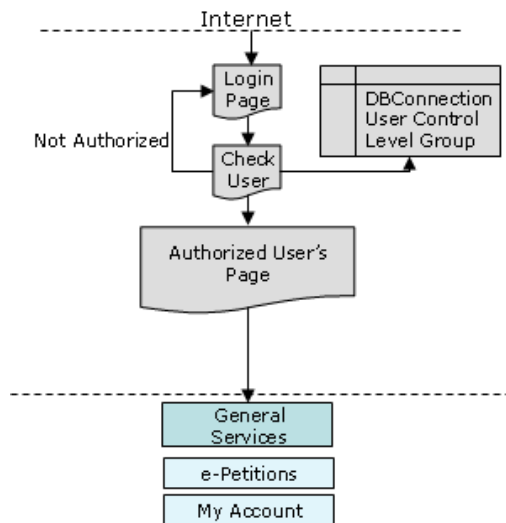 Internet
Login
Page
DBConnection
User Control
Level Group
Not Authorized
Check
User
Authorized User's
Page
General
Services
e-Petitions
My Account